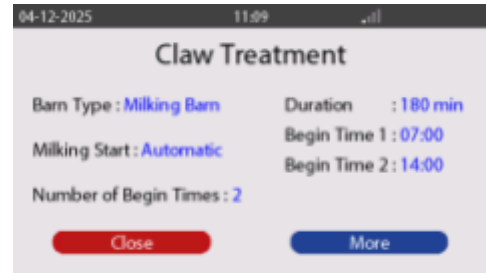 04-12-2025 11:09
Claw Treatment
Barn Type : Milking Barn
Duration : 180 min
Begin Time 1 : 07:00
Milking Start : Automatic
Begin Time 2 : 14:00
Number of Begin Times : 2
Close
More